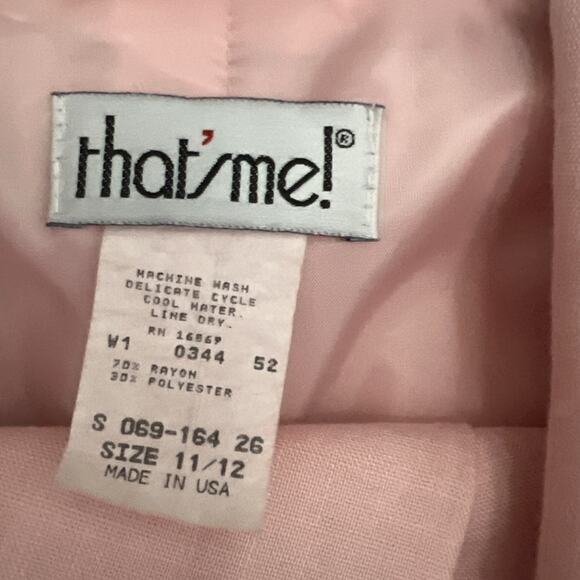 that'sme!®
MACHINE WASH
DELICATE CYCLE
COOL WATER.
LINE DRY.
RN 16869
W1 0344 52
70% RAYON
30% POLYESTER
S 069-164 26
SIZE 11/12
MADE IN USA